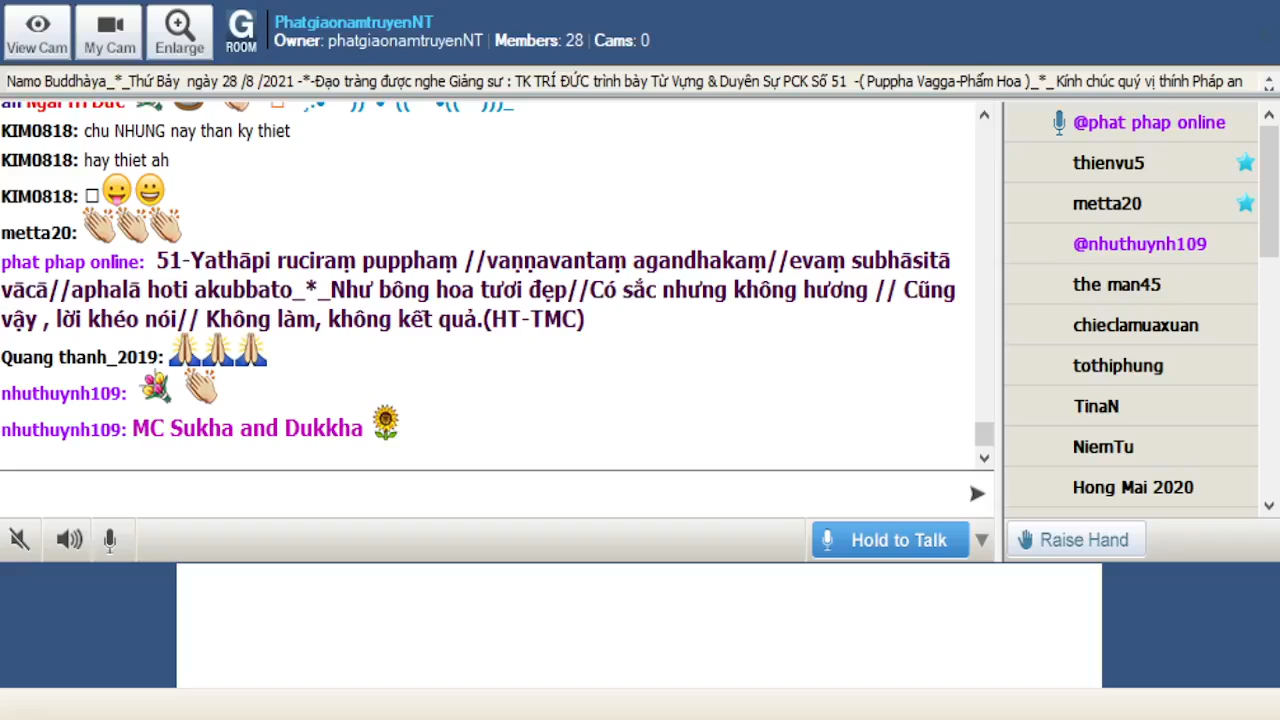 View Cam
My Cam
Enlarge
G
ROOM
PhatgiaonamtruyenNT
Owner: phatgiaonamtruyenNT | Members: 28 | Cams: 0
Namo Buddhàya_*_Thứ Bảy ngày 28 /8 /2021 -*-Đạo tràng được nghe Giảng sư : TK TRÍ ĐỨC trình bày Từ Vựng & Duyên Sự PCK Số 51 -( Puppha Vagga-Phẩm Hoa )_*_Kính chúc quý vị thính Pháp an
KIM0818: chu NHUNG nay than ky thiet
KIM0818: hay thiet ah
KIM0818:
metta20:
phat phap online: 51-Yathāpi ruciraṃ pupphaṃ //vaṇṇavantaṃ agandhakaṃ//evaṃ subhāsitā
vācā//aphalā hoti akubbato_*_Như bông hoa tươi đẹp//Có sắc nhưng không hương // Cũng
vậy , lời khéo nói// Không làm, không kết quả.(HT-TMC)
Quang thanh_2019:
nhuthuynh109:
nhuthuynh109: MC Sukha and Dukkha
@phat phap online
thienvu5
metta20
@nhuthuynh109
the man45
chieclamuaxuan
tothiphung
TinaN
NiemTu
Hong Mai 2020
Hold to Talk
Raise Hand